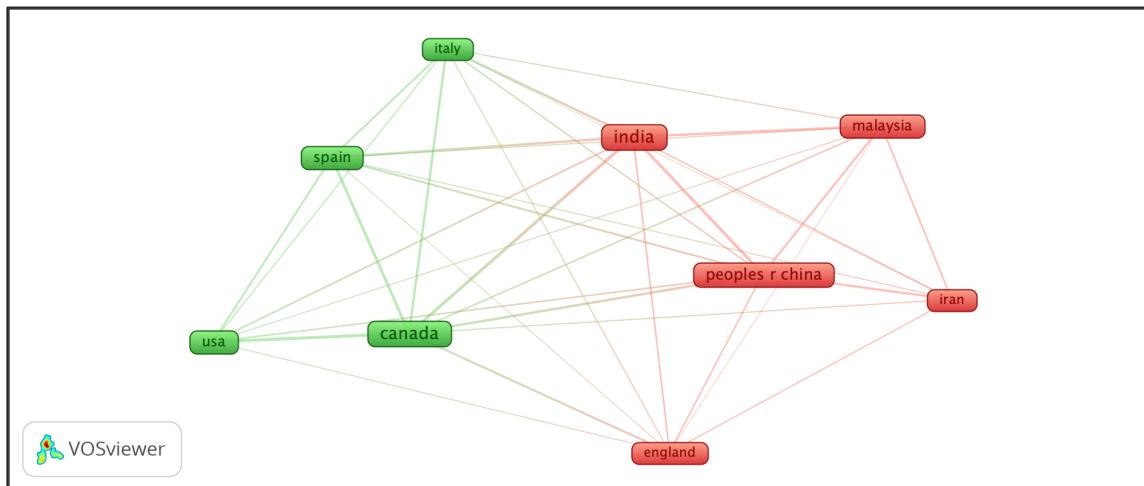 italy
malaysia
india
spain
peoples r china
iran
canada
usa
england
VOSviewer